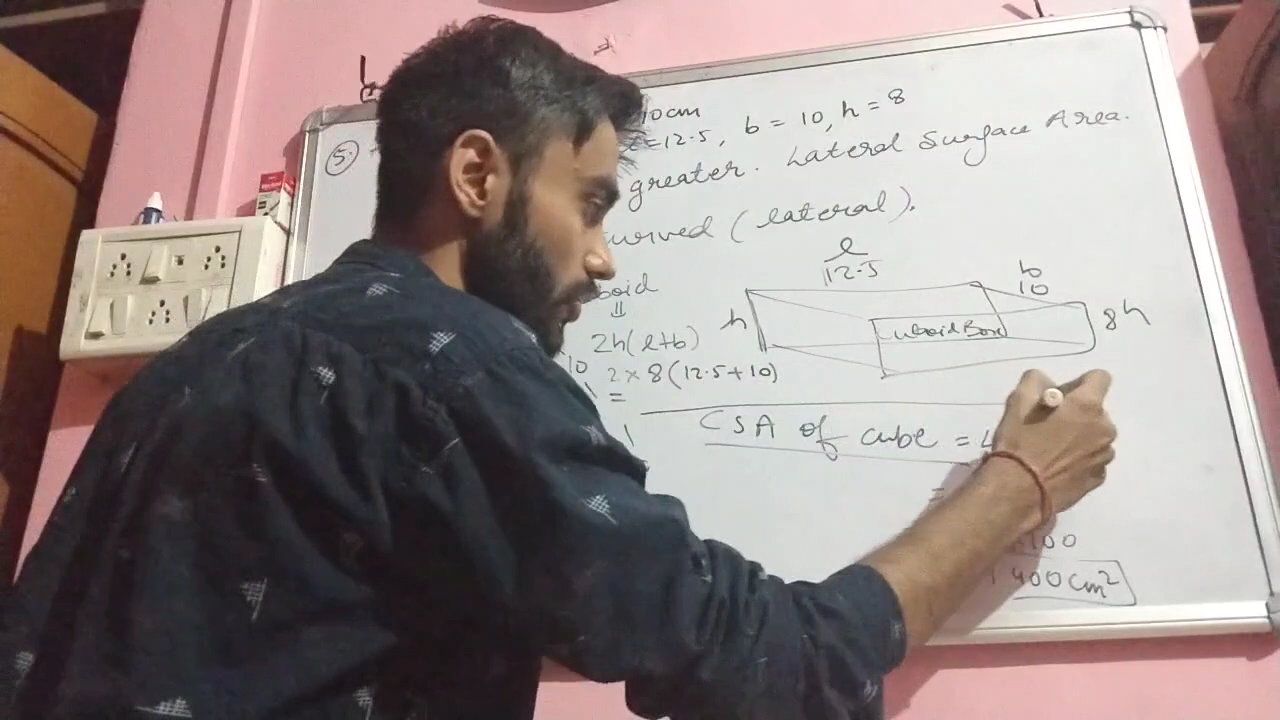 5.
10cm
l=12.5, b = 10, h = 8
greater. Lateral Surface Area.
curved (lateral).
l
12.5
b
10
h
8h
Cuboid Box
2h(l+b)
10
2 × 8(12.5+10)
=
CSA of cube = 4
=
100
400cm²